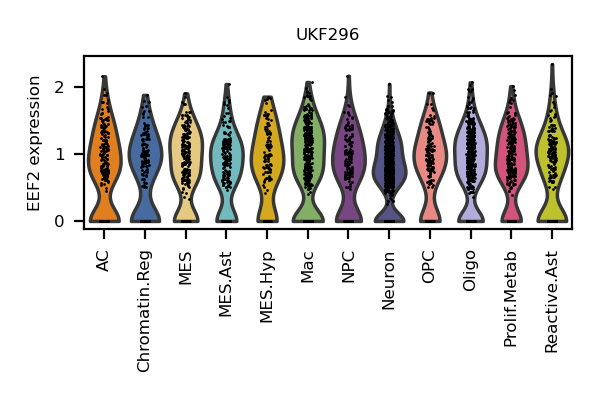 UKF296
EEF2 expression
2
1
0
AC
Chromatin.Reg
MES
MES.Ast
MES.Hyp
Mac
NPC
Neuron
OPC
Oligo
Prolif.Metab
Reactive.Ast